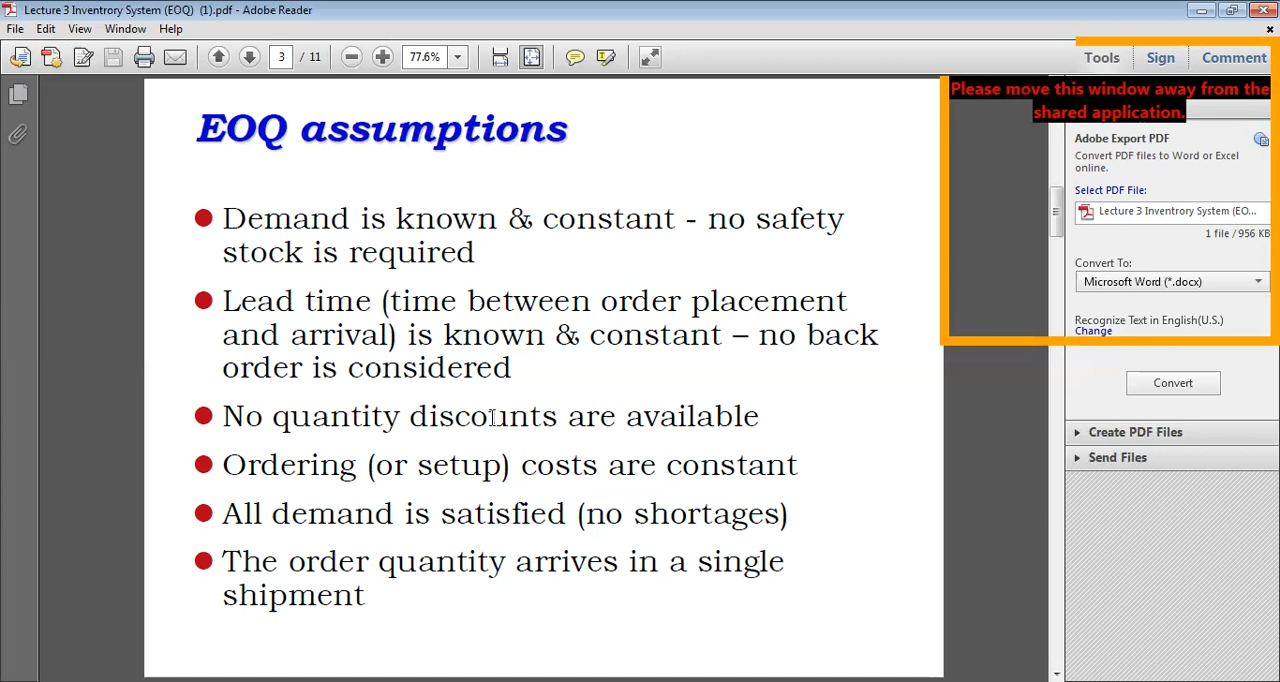 Lecture 3 Inventrory System (EOQ) (1).pdf - Adobe Reader
File Edit View Window Help
3 / 11 77.6% Tools Sign Comment
Please move this window away from the
shared application.
EOQ assumptions
Demand is known & constant - no safety
stock is required
Lead time (time between order placement
and arrival) is known & constant – no back
order is considered
No quantity discounts are available
Ordering (or setup) costs are constant
All demand is satisfied (no shortages)
The order quantity arrives in a single
shipment
Adobe Export PDF
Convert PDF files to Word or Excel
online.
Select PDF File:
Lecture 3 Inventrory System (EO...
1 file / 956 KB
Convert To:
Microsoft Word (*.docx)
Recognize Text in English(U.S.)
Change
Convert
Create PDF Files
Send Files